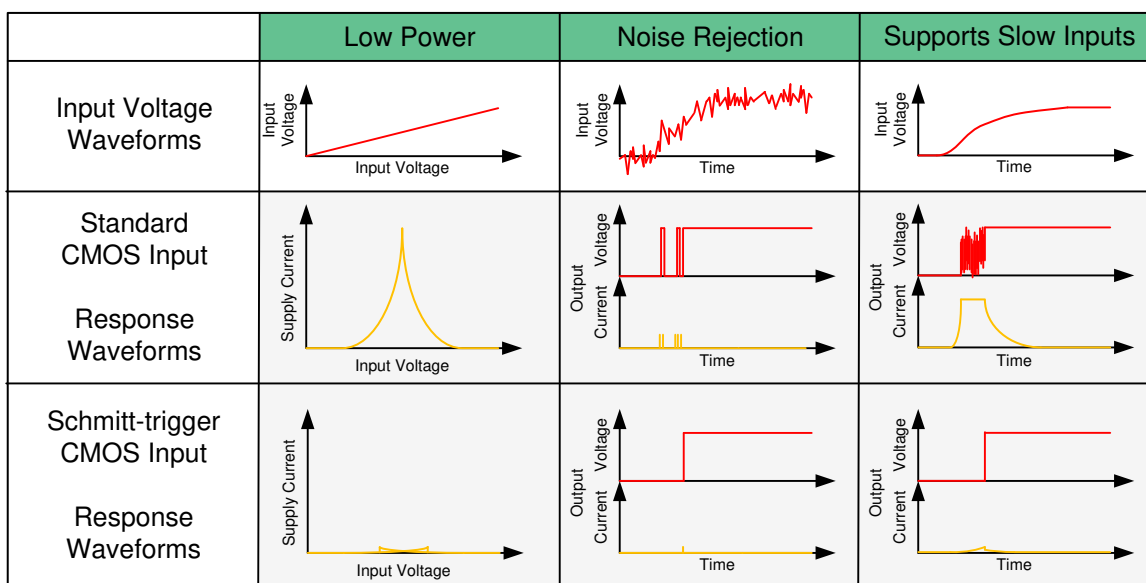 Low Power
Noise Rejection
Supports Slow Inputs
Input Voltage
Waveforms
Input
Voltage
Input Voltage
Input
Voltage
Time
Input
Voltage
Time
Standard
CMOS Input
Response
Waveforms
Supply Current
Input Voltage
Output
Voltage
Current
Time
Output
Voltage
Current
Time
Schmitt-trigger
CMOS Input
Response
Waveforms
Supply Current
Input Voltage
Output
Voltage
Current
Time
Output
Voltage
Current
Time